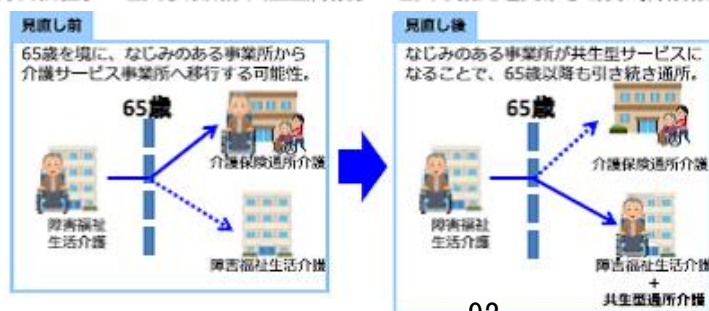 見直し前
65歳を境に、なじみのある事業所から
介護サービス事業所へ移行する可能性。
65歳
介護保険通所介護
障害福祉
生活介護
障害福祉生活介護
見直し後
なじみのある事業所が共生型サービスに
なることで、65歳以降も引き続き通所。
65歳
介護保険通所介護
障害福祉
生活介護
障害福祉生活介護
+
共生型通所介護